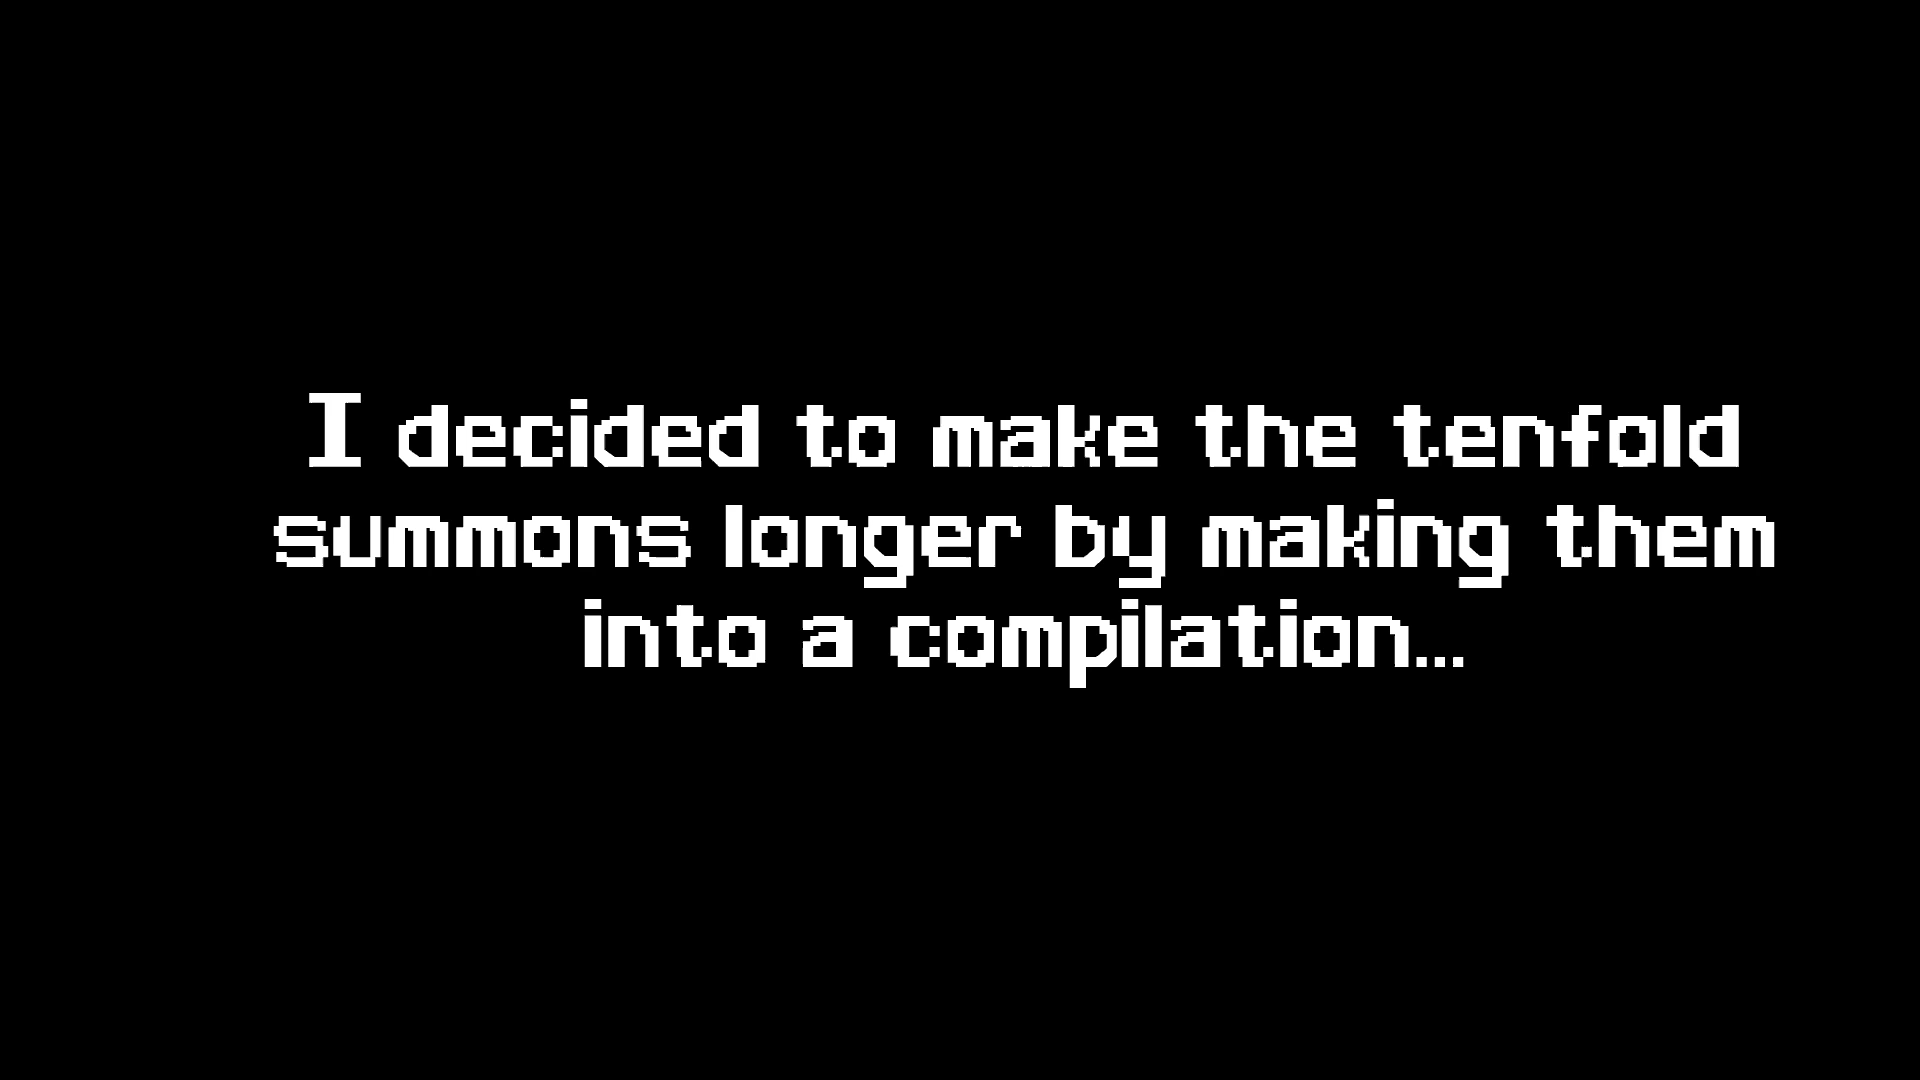 I decided to make the tenfold
summons longer by making them
into a compilation...